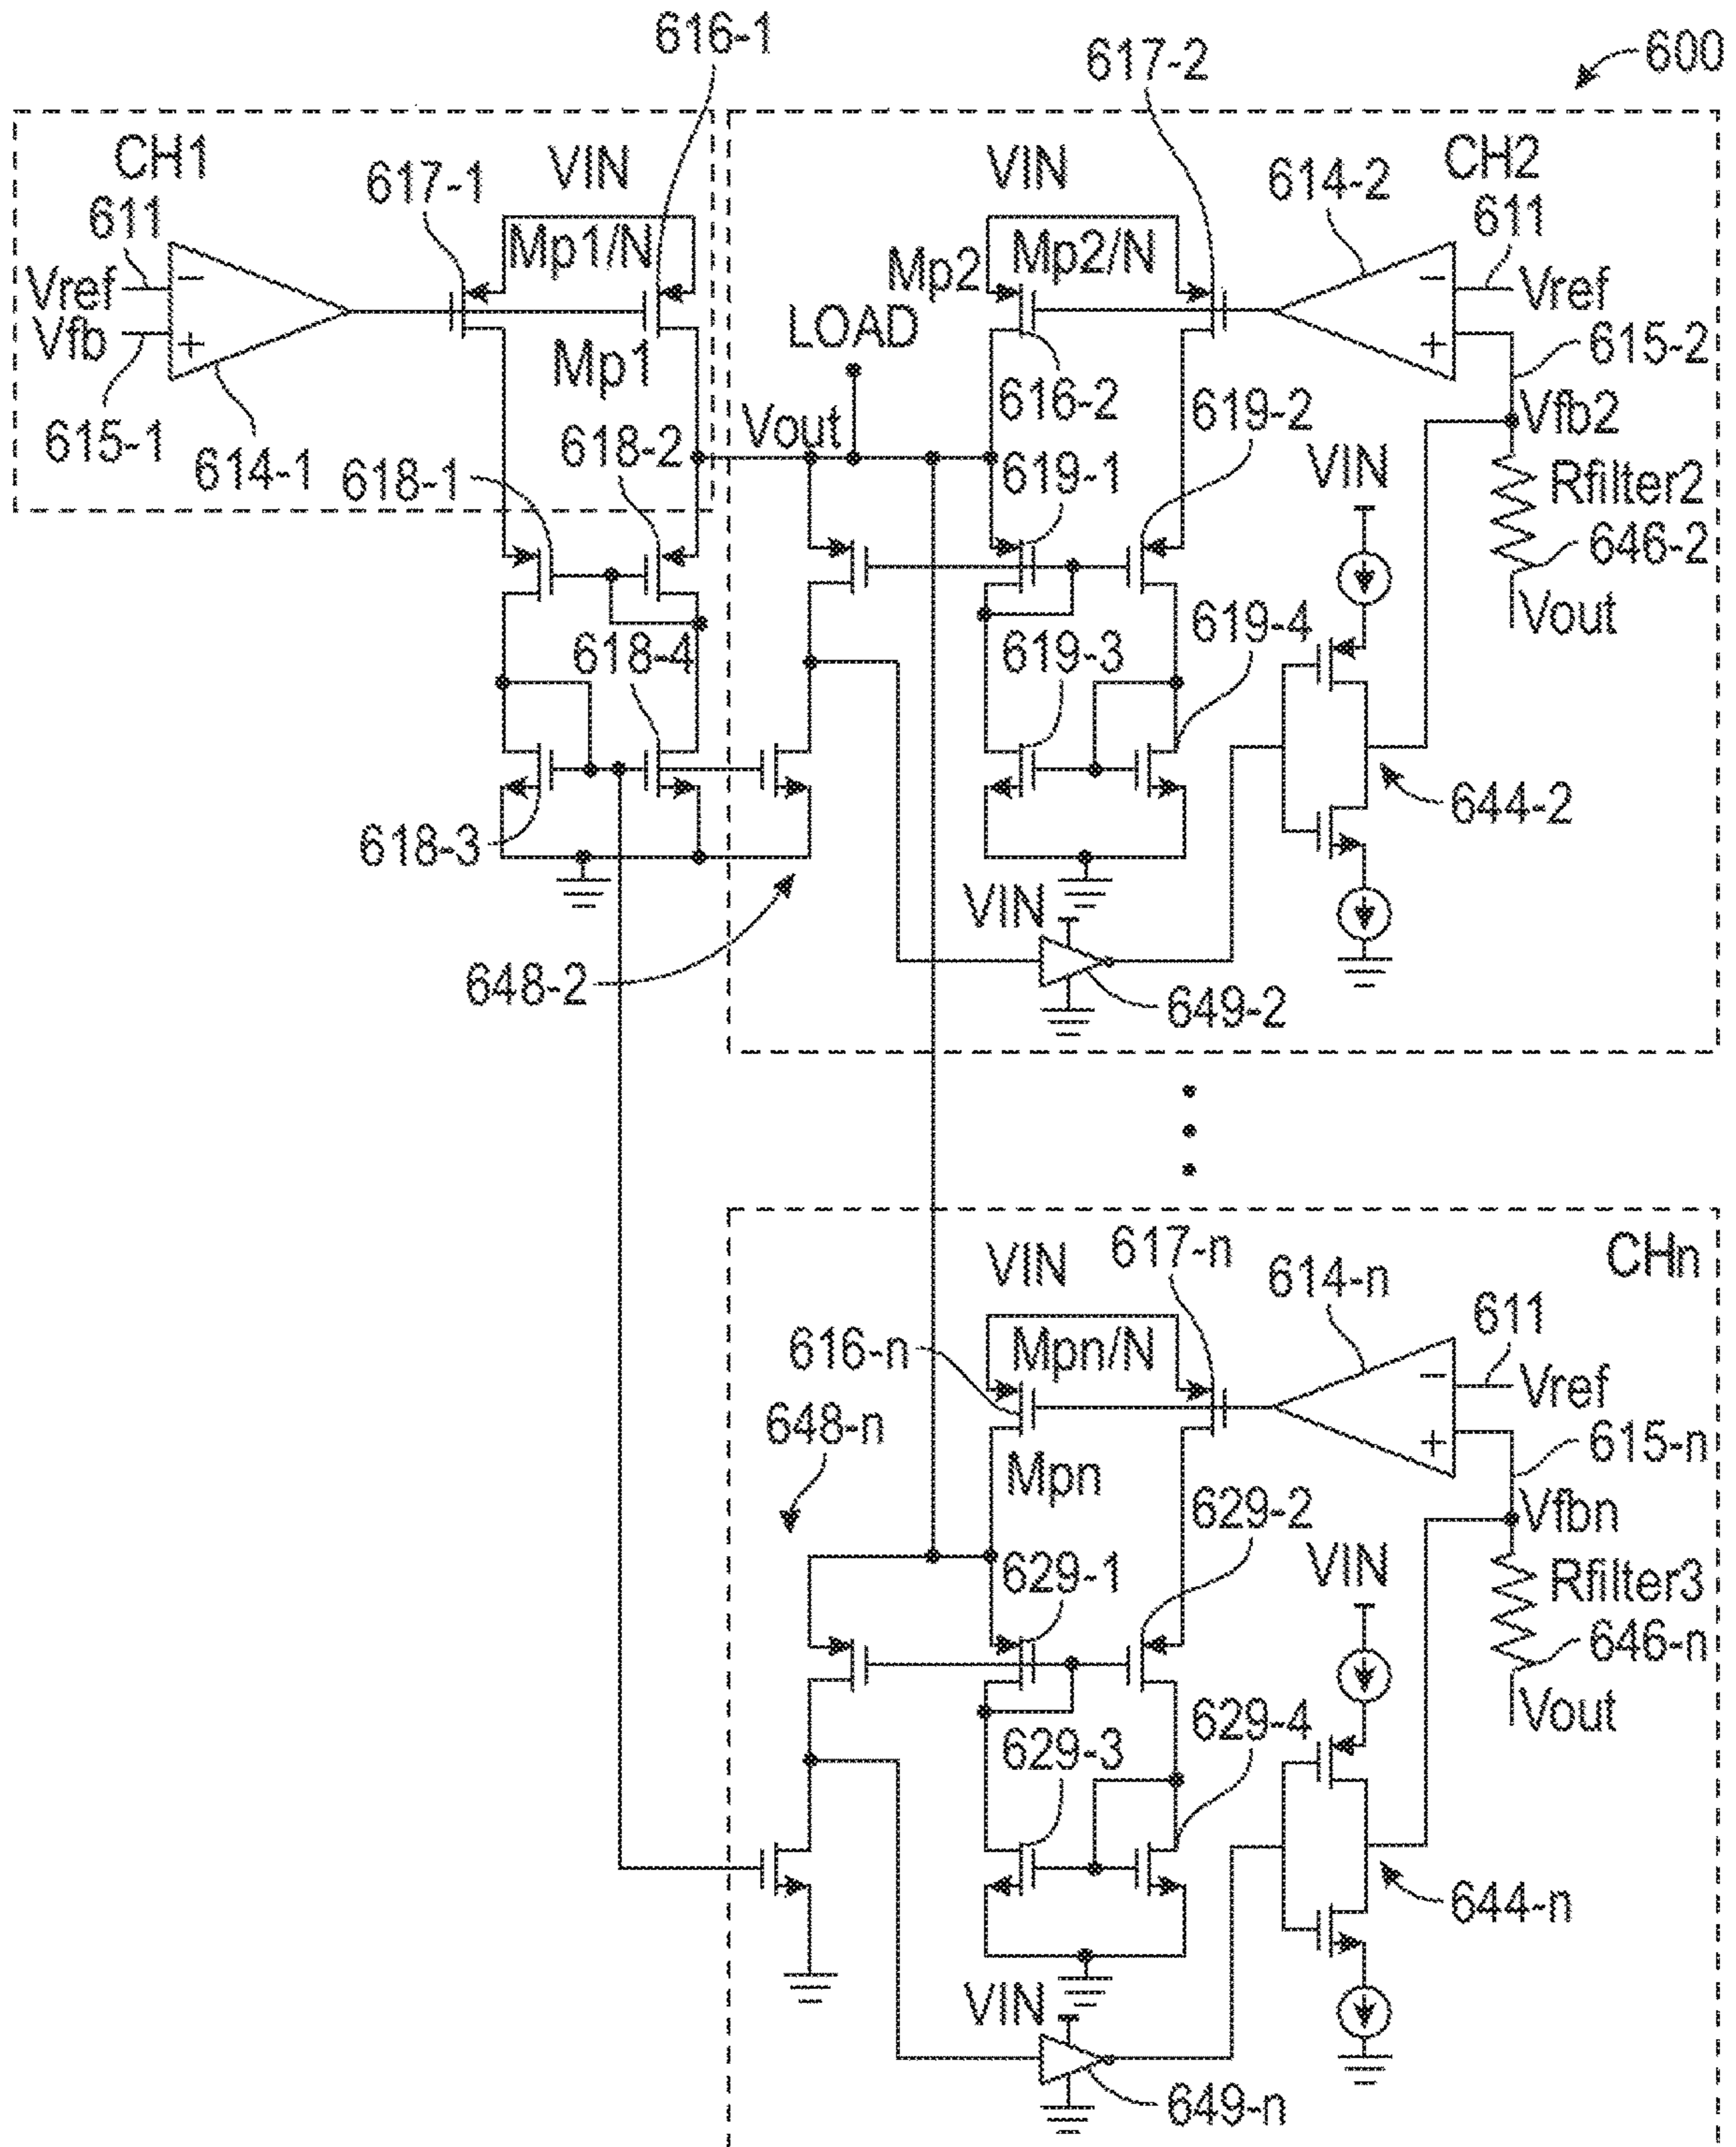 600
616-1
617-2
CH1
617-1
VIN
VIN
614-2
CH2
611
611
Mp1/N
Mp2
Mp2/N
Vref
Vref
Vfb
−
+
−
+
LOAD
Mp1
615-2
616-2
619-2
Vfb2
615-1
614-1
618-1
618-2
Vout
619-1
VIN
Rfilter2
646-2
Vout
618-4
619-3
619-4
618-3
644-2
VIN
648-2
649-2
CHn
VIN
617-n
614-n
611
616-n
Mpn/N
−
Vref
648-n
+
615-n
Mpn
629-2
Vfbn
VIN
629-1
Rfilter3
646-n
Vout
629-3
629-4
644-n
VIN
649-n